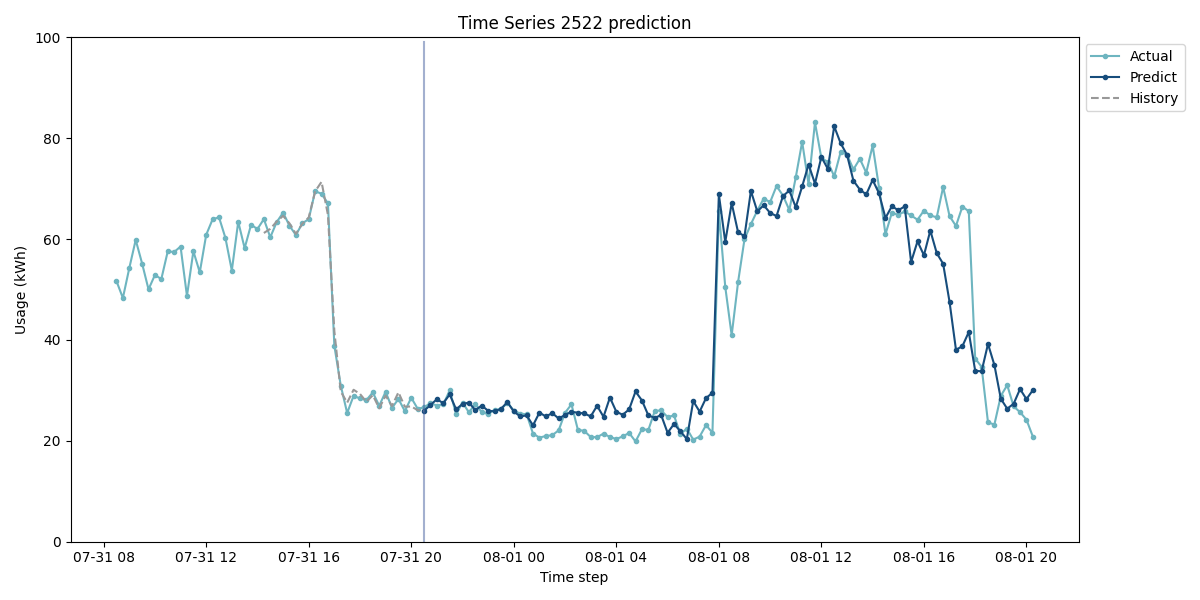 Time Series 2522 prediction
100
80
60
40
20
0
Usage (kWh)
07-31 08
07-31 12
07-31 16
07-31 20
08-01 00
08-01 04
08-01 08
08-01 12
08-01 16
08-01 20
Time step
Actual
Predict
History